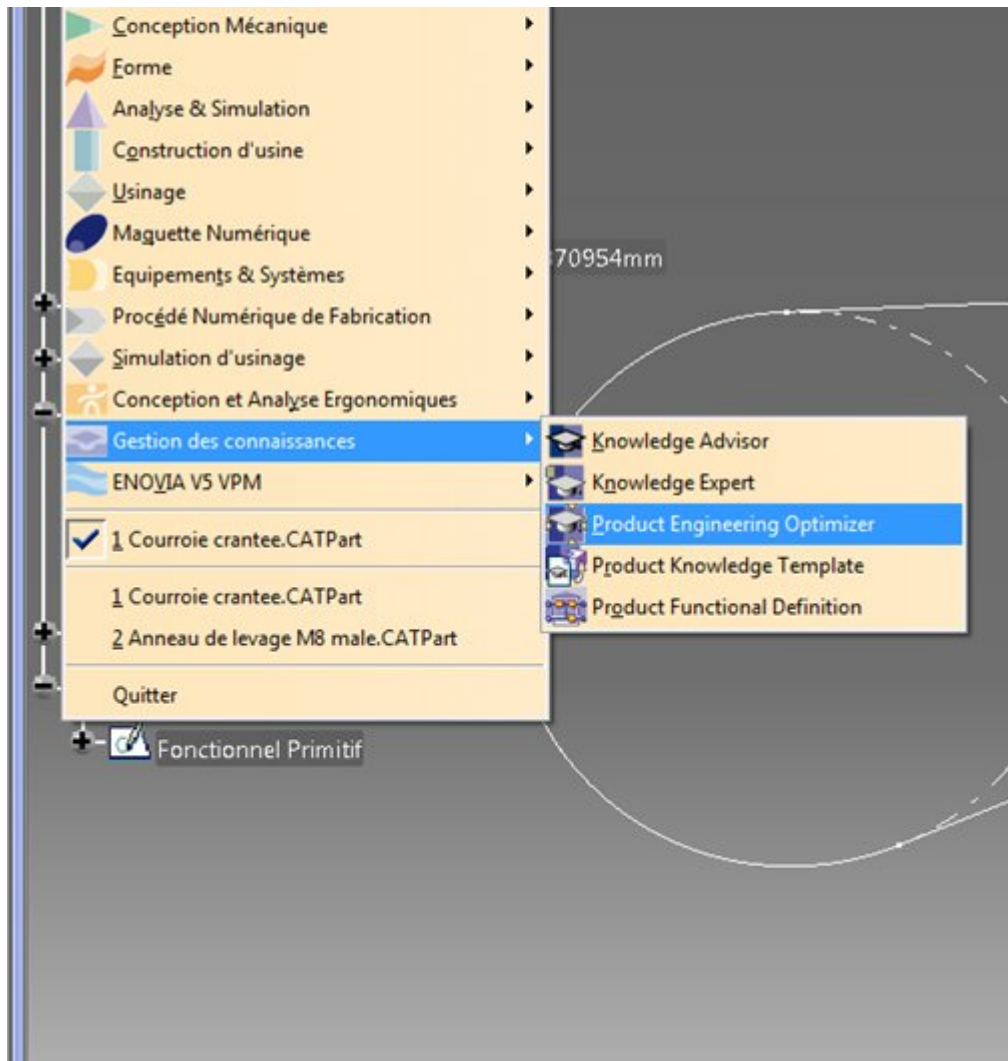 Conception Mécanique
Forme
Analyse & Simulation
Construction d'usine
Usinage
Maquette Numérique
70954mm
Equipements & Systèmes
Procédé Numérique de Fabrication
Simulation d'usinage
Conception et Analyse Ergonomiques
Gestion des connaissances
Knowledge Advisor
ENOVIA V5 VPM
Knowledge Expert
Product Engineering Optimizer
1 Courroie crantee.CATPart
Product Knowledge Template
1 Courroie crantee.CATPart
Product Functional Definition
2 Anneau de levage M8 male.CATPart
Quitter
Fonctionnel Primitif